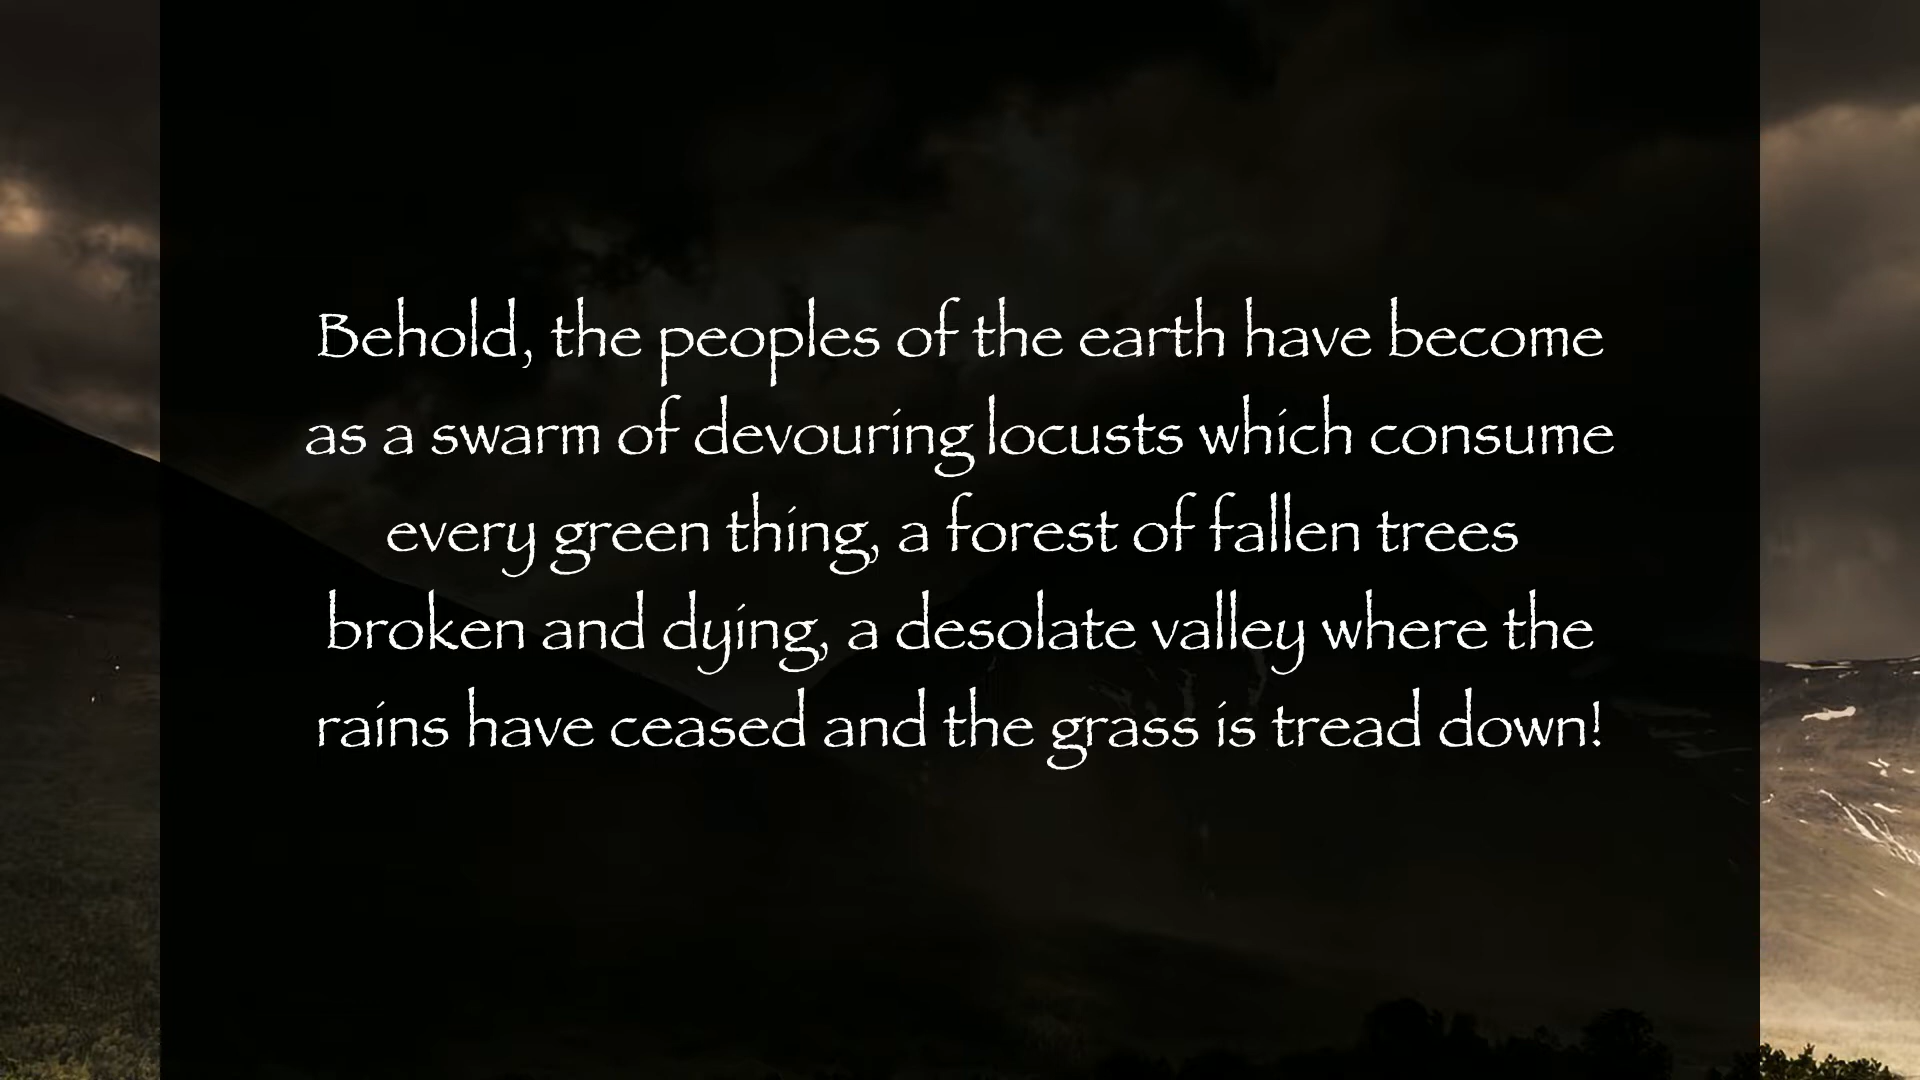 Behold, the peoples of the earth have become
as a swarm of devouring locusts which consume
every green thing, a forest of fallen trees
broken and dying, a desolate valley where the
rains have ceased and the grass is tread down!